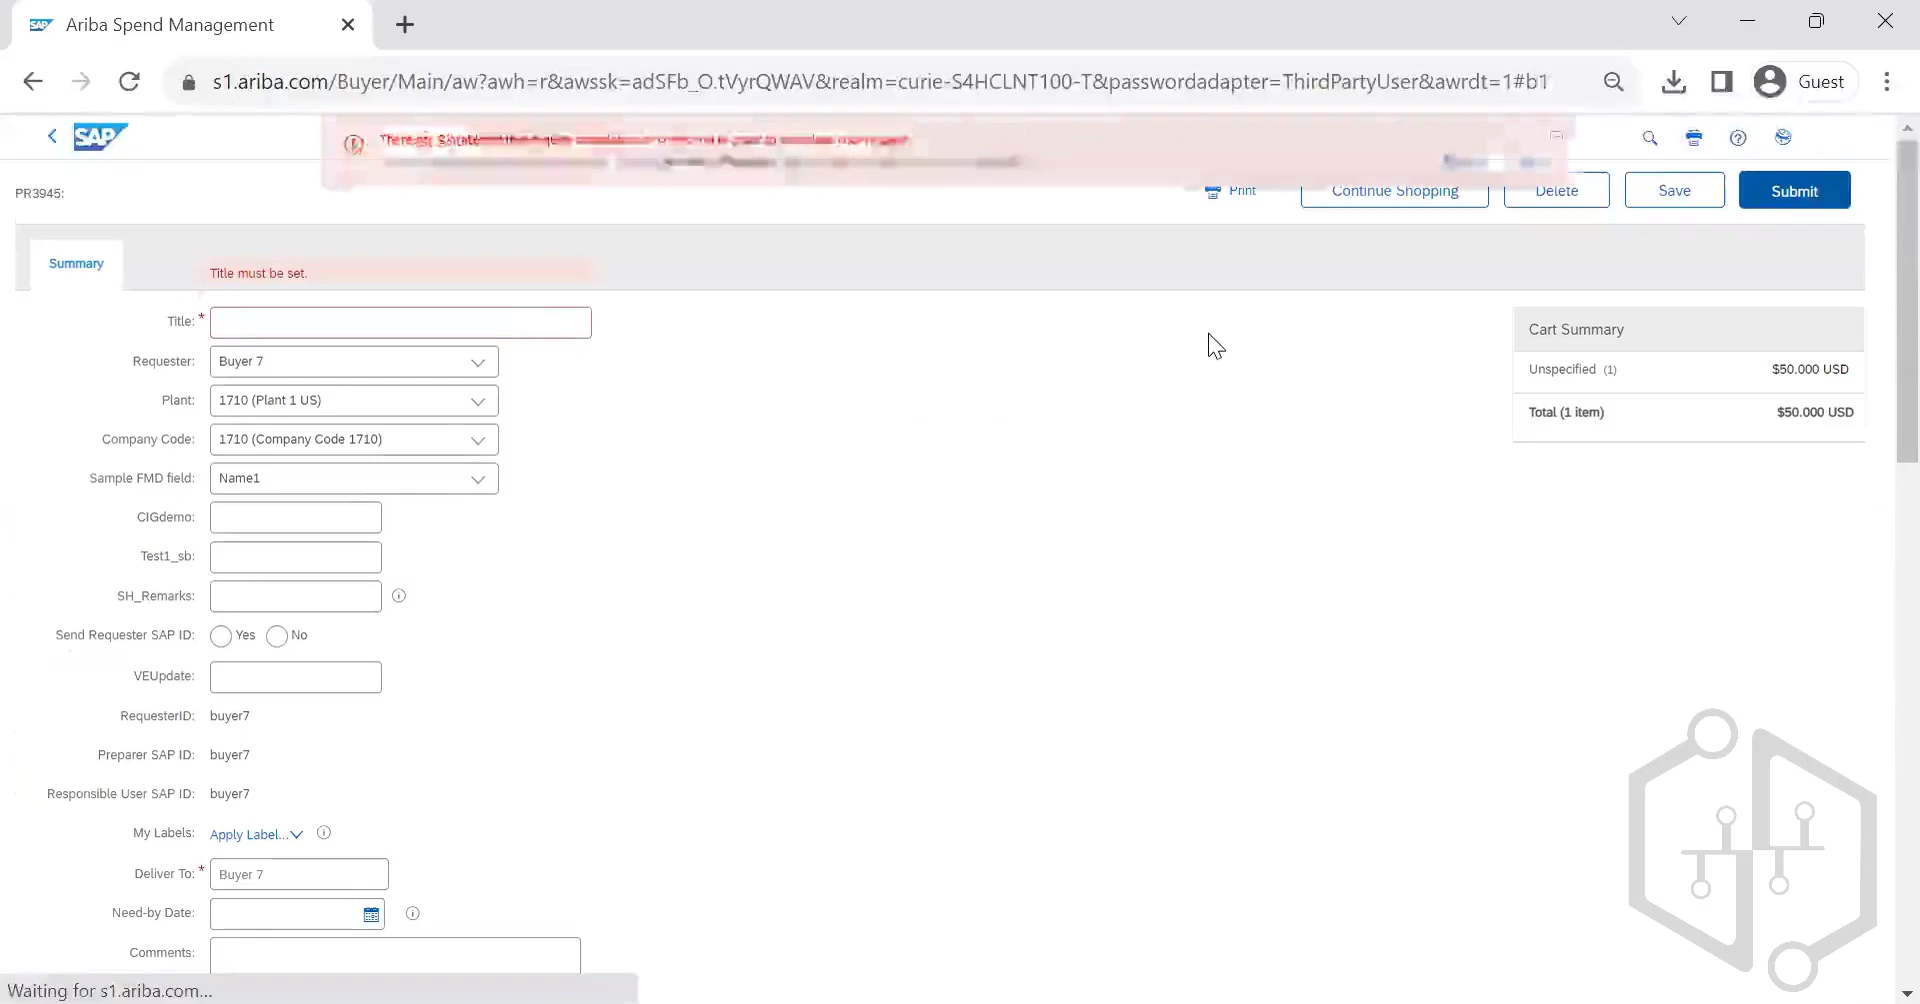 SAP Ariba Spend Management
s1.ariba.com/Buyer/Main/aw?awh=r&awssk=adSFb_O.tVyrQWAV&realm=curie-S4HCLNT100-T&passwordadapter=ThirdPartyUser&awrdt=1#b1
Guest
SAP
PR3945:
Print
Continue Shopping
Delete
Save
Submit
Summary
Title must be set.
Title: *
Requester: Buyer 7
Plant: 1710 (Plant 1 US)
Company Code: 1710 (Company Code 1710)
Sample FMD field: Name1
CIGdemo:
Test1_sb:
SH_Remarks:
Send Requester SAP ID: Yes No
VEUpdate:
RequesterID: buyer7
Preparer SAP ID: buyer7
Responsible User SAP ID: buyer7
My Labels: Apply Label...
Deliver To: * Buyer 7
Need-by Date:
Comments:
Cart Summary
Unspecified (1) $50.000 USD
Total (1 item) $50.000 USD
Waiting for s1.ariba.com...